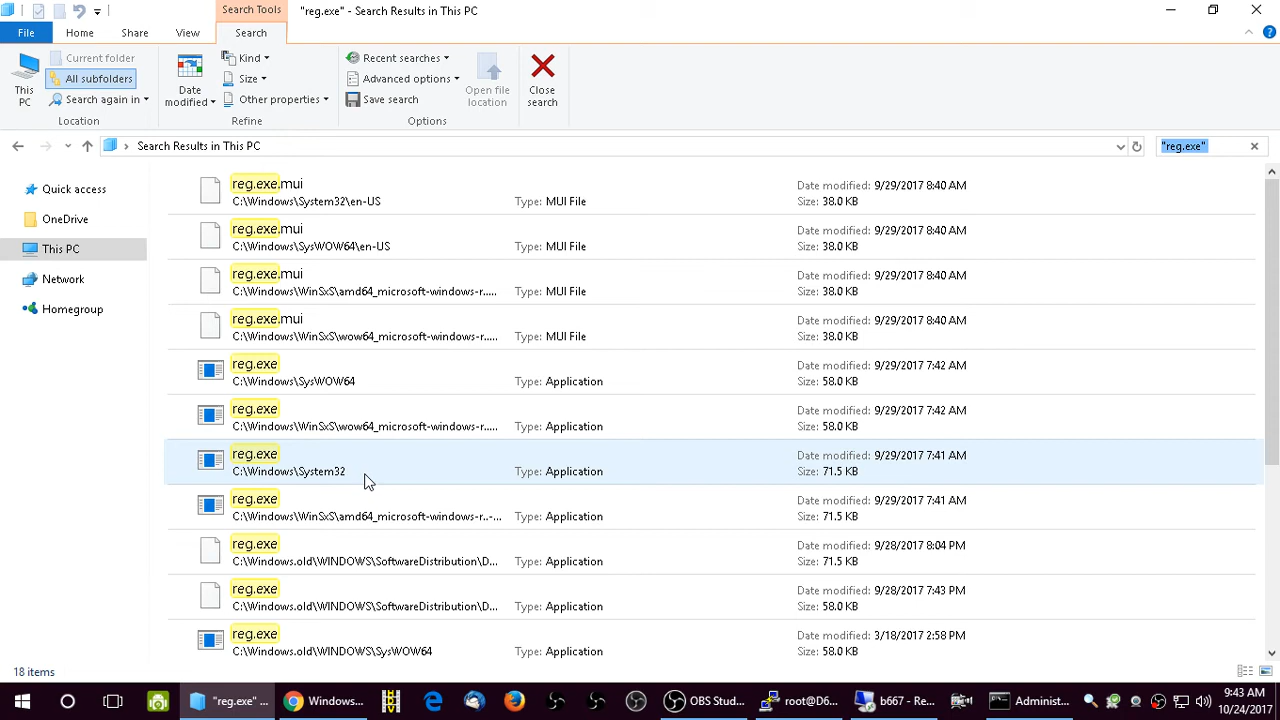 Search Tools
"reg.exe" - Search Results in This PC
File
Home
Share
View
Search
This PC
Current folder
All subfolders
Search again in
Location
Date modified
Kind
Size
Other properties
Refine
Recent searches
Advanced options
Save search
Options
Open file location
Close search
Search Results in This PC
"reg.exe"
Quick access
OneDrive
This PC
Network
Homegroup
reg.exe.mui
Date modified: 9/29/2017 8:40 AM
C:\Windows\System32\en-US
Type: MUI File
Size: 38.0 KB
reg.exe.mui
Date modified: 9/29/2017 8:40 AM
C:\Windows\SysWOW64\en-US
Type: MUI File
Size: 38.0 KB
reg.exe.mui
Date modified: 9/29/2017 8:40 AM
C:\Windows\WinSxS\amd64_microsoft-windows-r.…
Type: MUI File
Size: 38.0 KB
reg.exe.mui
Date modified: 9/29/2017 8:40 AM
C:\Windows\WinSxS\wow64_microsoft-windows-r.…
Type: MUI File
Size: 38.0 KB
reg.exe
Date modified: 9/29/2017 7:42 AM
C:\Windows\SysWOW64
Type: Application
Size: 58.0 KB
reg.exe
Date modified: 9/29/2017 7:42 AM
C:\Windows\WinSxS\wow64_microsoft-windows-r.…
Type: Application
Size: 58.0 KB
reg.exe
Date modified: 9/29/2017 7:41 AM
C:\Windows\System32
Type: Application
Size: 71.5 KB
reg.exe
Date modified: 9/29/2017 7:41 AM
C:\Windows\WinSxS\amd64_microsoft-windows-r..-...
Type: Application
Size: 71.5 KB
reg.exe
Date modified: 9/28/2017 8:04 PM
C:\Windows.old\WINDOWS\SoftwareDistribution\D...
Type: Application
Size: 71.5 KB
reg.exe
Date modified: 9/28/2017 7:43 PM
C:\Windows.old\WINDOWS\SoftwareDistribution\D...
Type: Application
Size: 58.0 KB
reg.exe
Date modified: 3/18/2017 2:58 PM
C:\Windows.old\WINDOWS\SysWOW64
Type: Application
Size: 58.0 KB
18 items
"reg.exe" ...
Windows...
OBS Stud...
root@D6...
b667 - Re...
Administ...
9:43 AM
10/24/2017